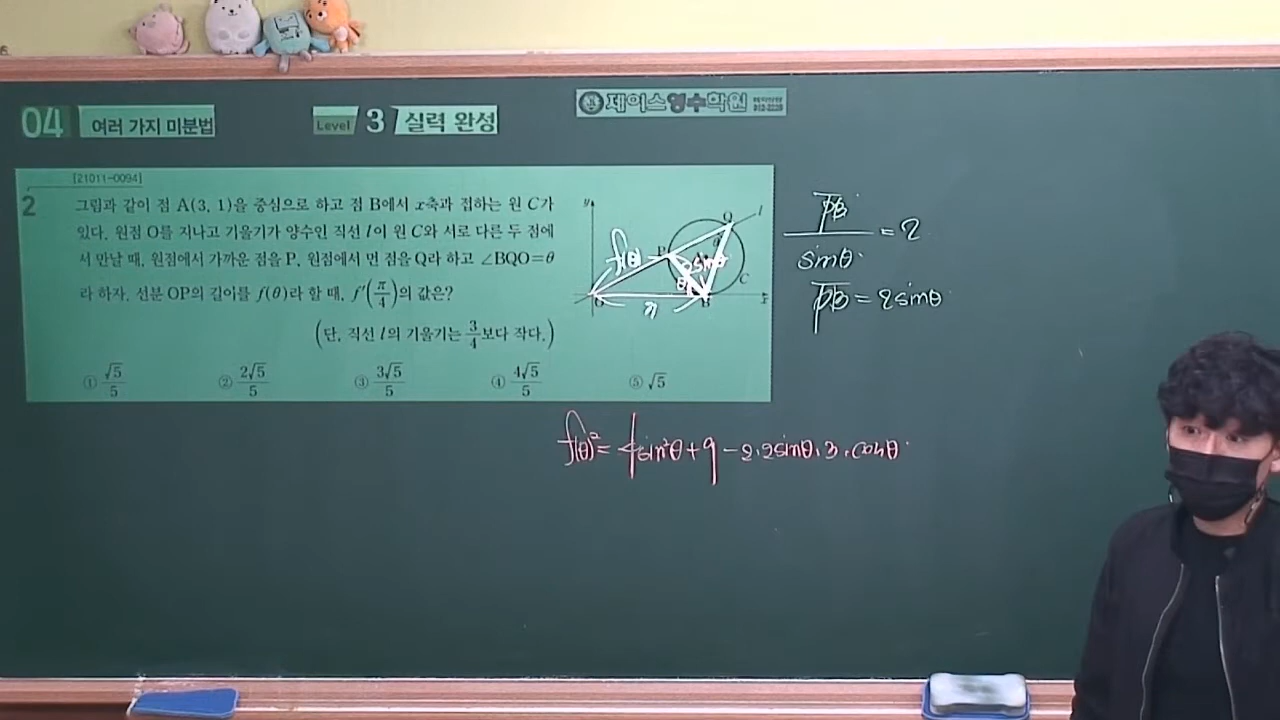 04 여러 가지 미분법
Level 3 실력 완성
제이스영수학원
[21011-0094]
2
그림과 같이 점 A(3, 1)을 중심으로 하고 점 B에서 x축과 접하는 원 C가
있다. 원점 O를 지나고 기울기가 양수인 직선 l이 원 C와 서로 다른 두 점에
서 만날 때, 원점에서 가까운 점을 P, 원점에서 먼 점을 Q라 하고 ∠BQO=θ
라 하자. 선분 OP의 길이를 f(θ)라 할 때, f′(π/4)의 값은?
(단, 직선 l의 기울기는 3/4보다 작다.)
① √5/5 ② 2√5/5 ③ 3√5/5 ④ 4√5/5 ⑤ √5
y
Q
l
P
f(θ)
2sinθ
θ
C
O
B
x
PB/sinθ = 2
PB = 2sinθ
f(θ)² = 4sin²θ + 9 - 2·2sinθ·3·cosθ